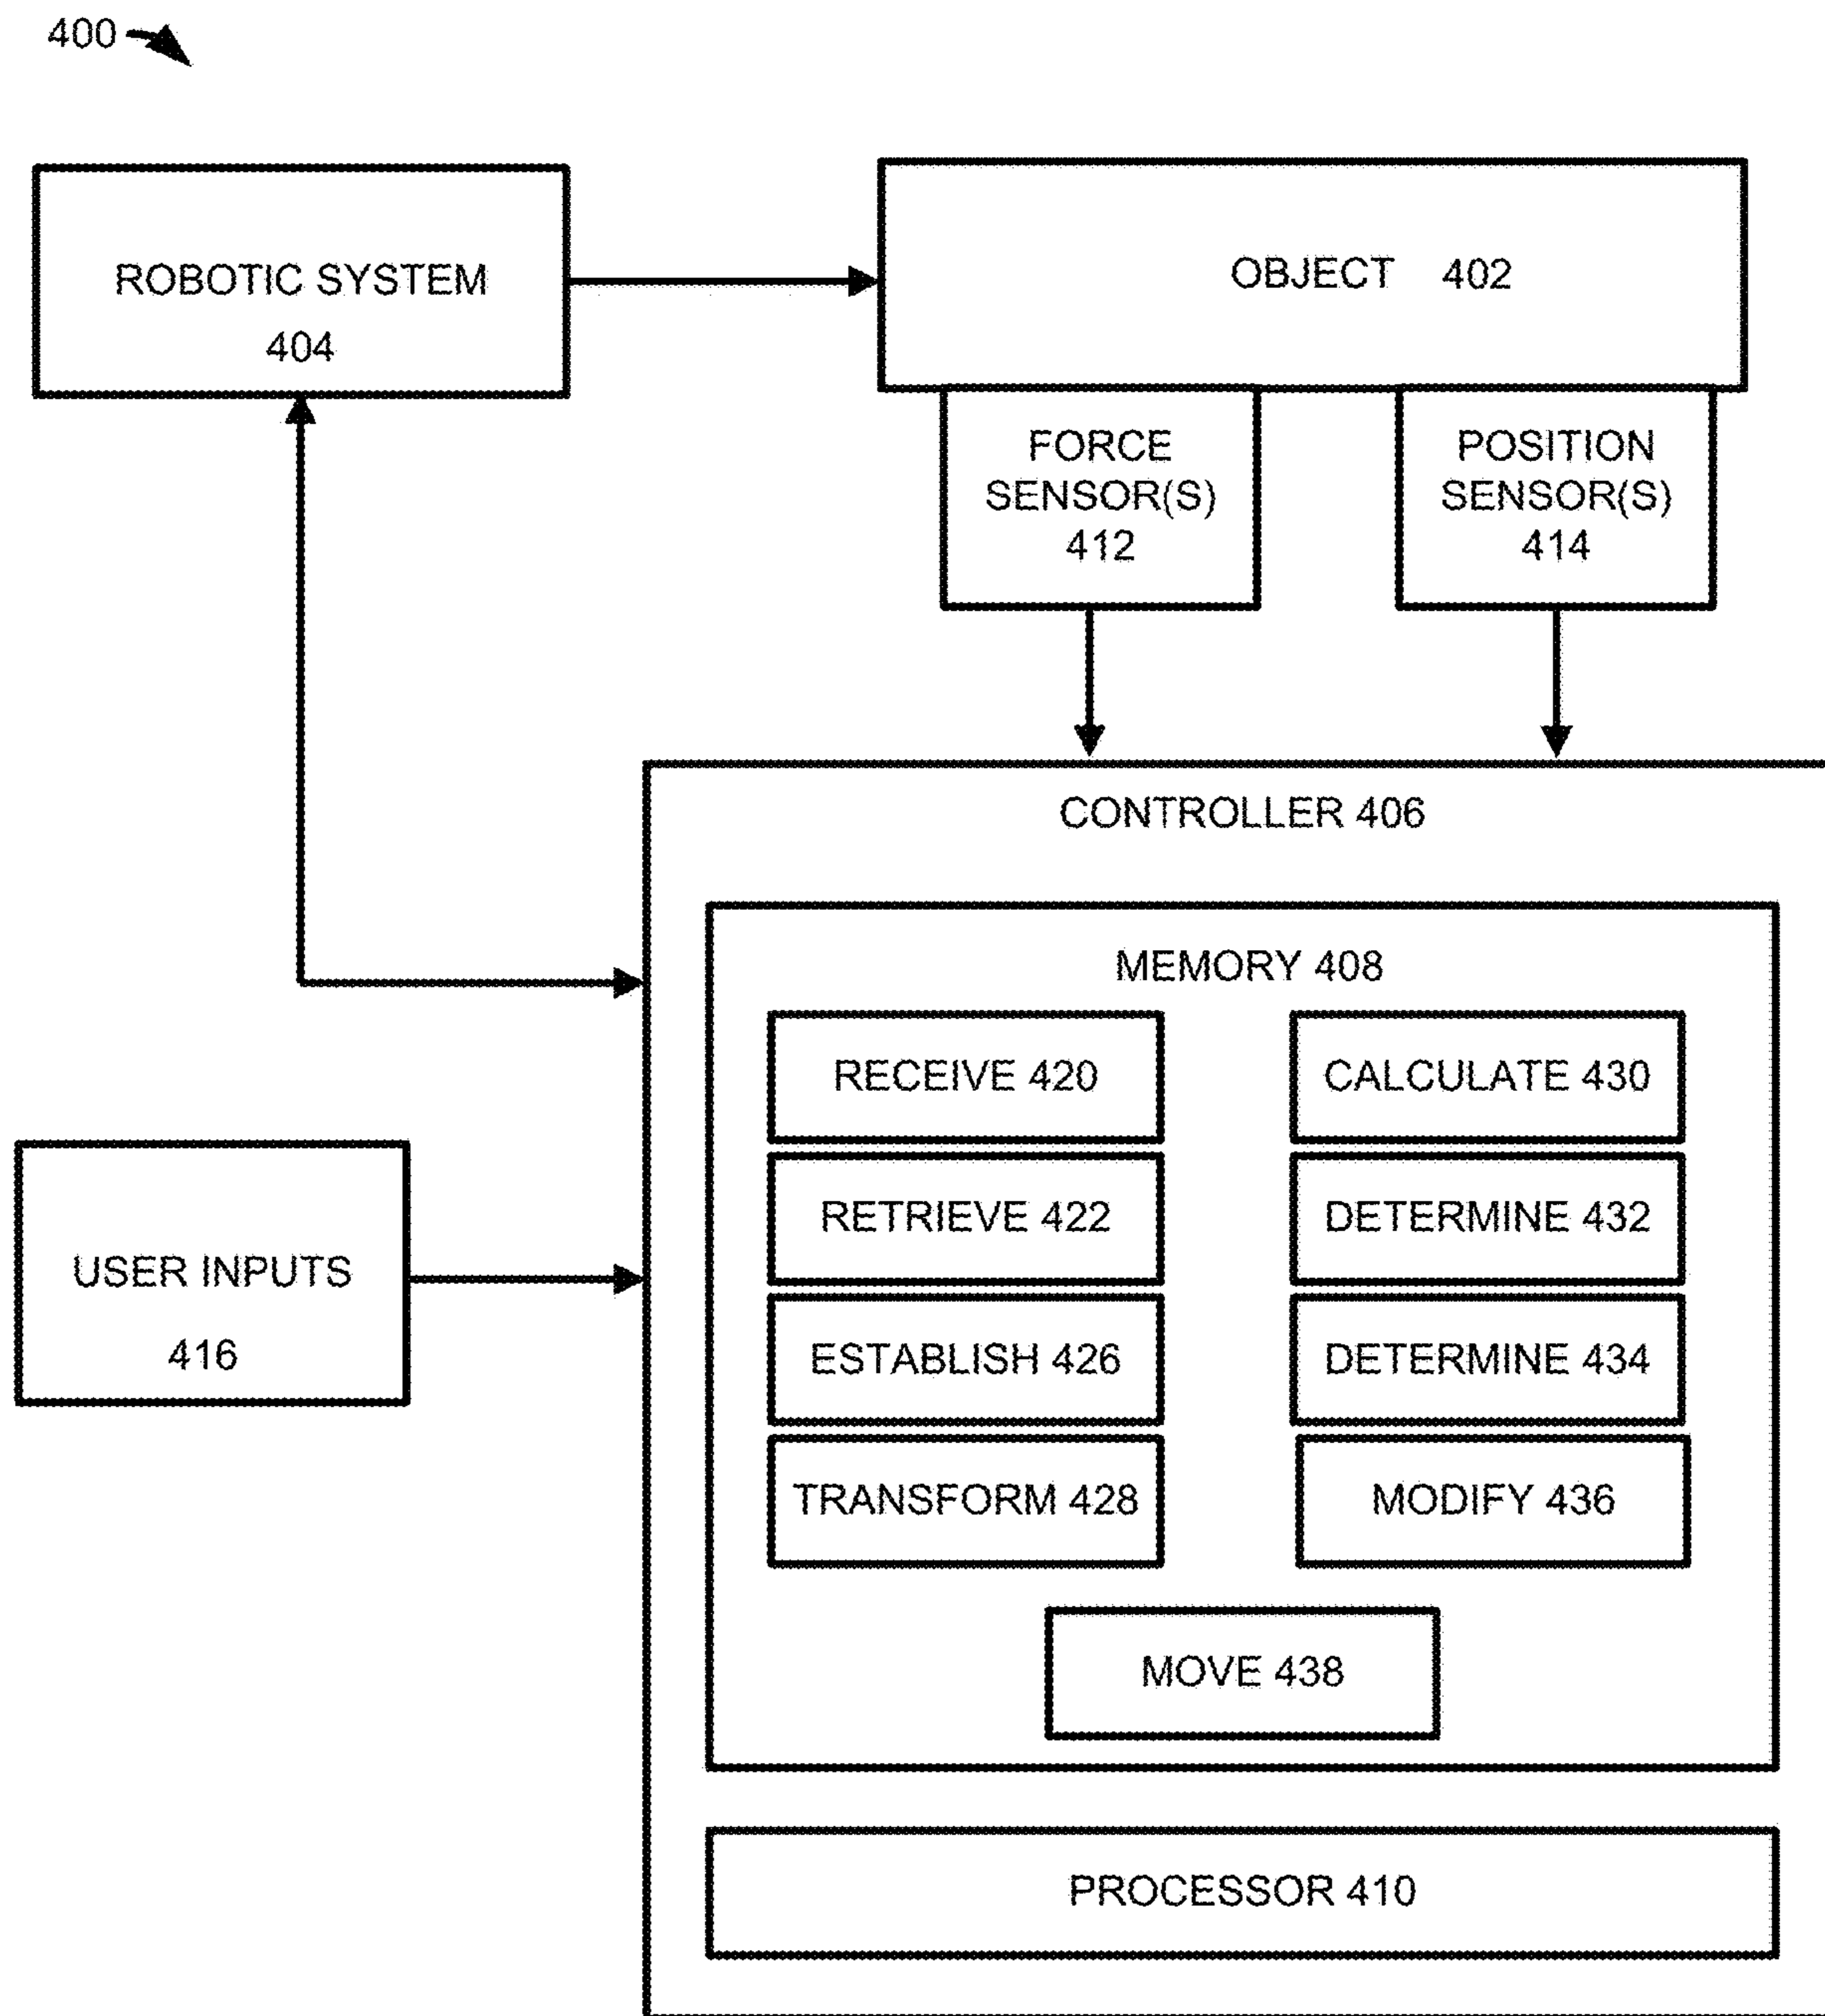 400
ROBOTIC SYSTEM
404
OBJECT 402
FORCE
SENSOR(S)
412
POSITION
SENSOR(S)
414
CONTROLLER 406
MEMORY 408
RECEIVE 420
CALCULATE 430
RETRIEVE 422
DETERMINE 432
ESTABLISH 426
DETERMINE 434
TRANSFORM 428
MODIFY 436
MOVE 438
USER INPUTS
416
PROCESSOR 410